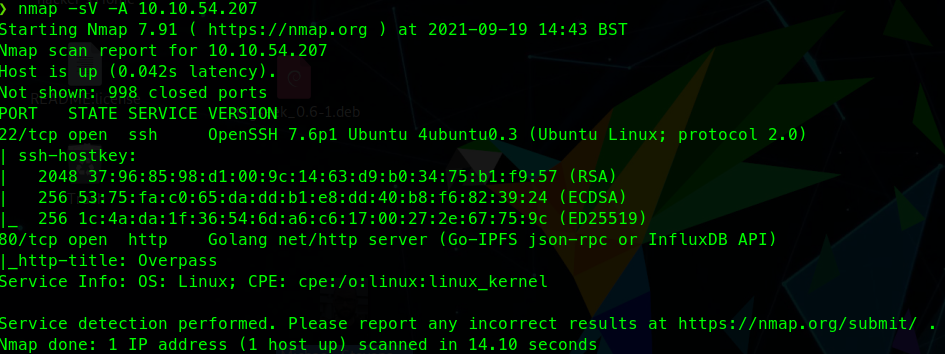 ❯ nmap -sV -A 10.10.54.207
Starting Nmap 7.91 ( https://nmap.org ) at 2021-09-19 14:43 BST
Nmap scan report for 10.10.54.207
Host is up (0.042s latency).
Not shown: 998 closed ports
k_0.6-1.deb
PORT   STATE SERVICE VERSION
22/tcp open  ssh     OpenSSH 7.6p1 Ubuntu 4ubuntu0.3 (Ubuntu Linux; protocol 2.0)
| ssh-hostkey:
|   2048 37:96:85:98:d1:00:9c:14:63:d9:b0:34:75:b1:f9:57 (RSA)
|   256 53:75:fa:c0:65:da:dd:b1:e8:dd:40:b8:f6:82:39:24 (ECDSA)
|_  256 1c:4a:da:1f:36:54:6d:a6:c6:17:00:27:2e:67:75:9c (ED25519)
80/tcp open  http    Golang net/http server (Go-IPFS json-rpc or InfluxDB API)
|_http-title: Overpass
Service Info: OS: Linux; CPE: cpe:/o:linux:linux_kernel
Service detection performed. Please report any incorrect results at https://nmap.org/submit/ .
Nmap done: 1 IP address (1 host up) scanned in 14.10 seconds